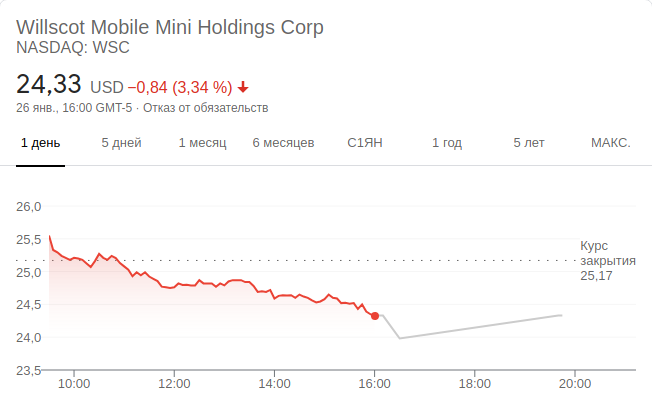 Willscot Mobile Mini Holdings Corp
NASDAQ: WSC
24,33 USD −0,84 (3,34 %)
26 янв., 16:00 GMT-5 · Отказ от обязательств
1 день 5 дней 1 месяц 6 месяцев С1ЯН 1 год 5 лет МАКС.
26,0
25,5
Курс
закрытия
25,17
25,0
24,5
24,0
23,5
10:00 12:00 14:00 16:00 18:00 20:00